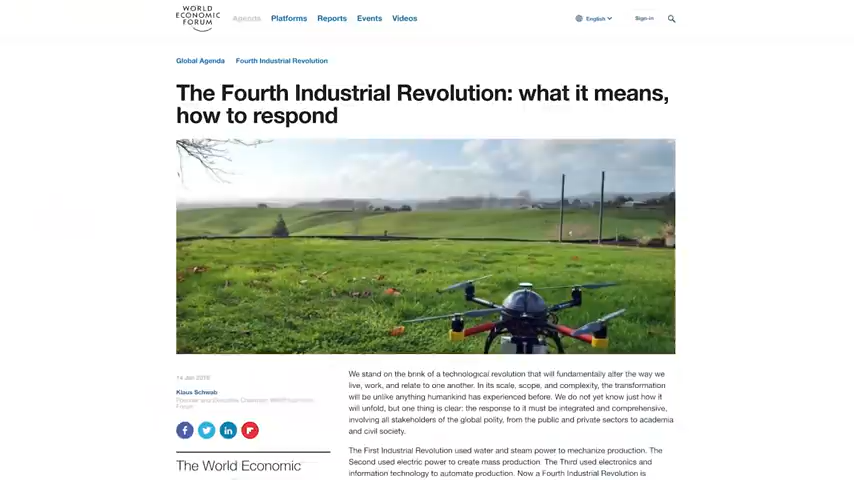 WORLD
ECONOMIC
FORUM
Agenda Platforms Reports Events Videos English Sign-in
Global Agenda Fourth Industrial Revolution
The Fourth Industrial Revolution: what it means,
how to respond
14 Jan 2016
Klaus Schwab
Founder and Executive Chairman
Forum
We stand on the brink of a technological revolution that will fundamentally alter the way we
live, work, and relate to one another. In its scale, scope, and complexity, the transformation
will be unlike anything humankind has experienced before. We do not yet know just how it
will unfold, but one thing is clear: the response to it must be integrated and comprehensive,
involving all stakeholders of the global polity, from the public and private sectors to academia
and civil society.
The First Industrial Revolution used water and steam power to mechanize production. The
Second used electric power to create mass production. The Third used electronics and
information technology to automate production. Now a Fourth Industrial Revolution is
The World Economic